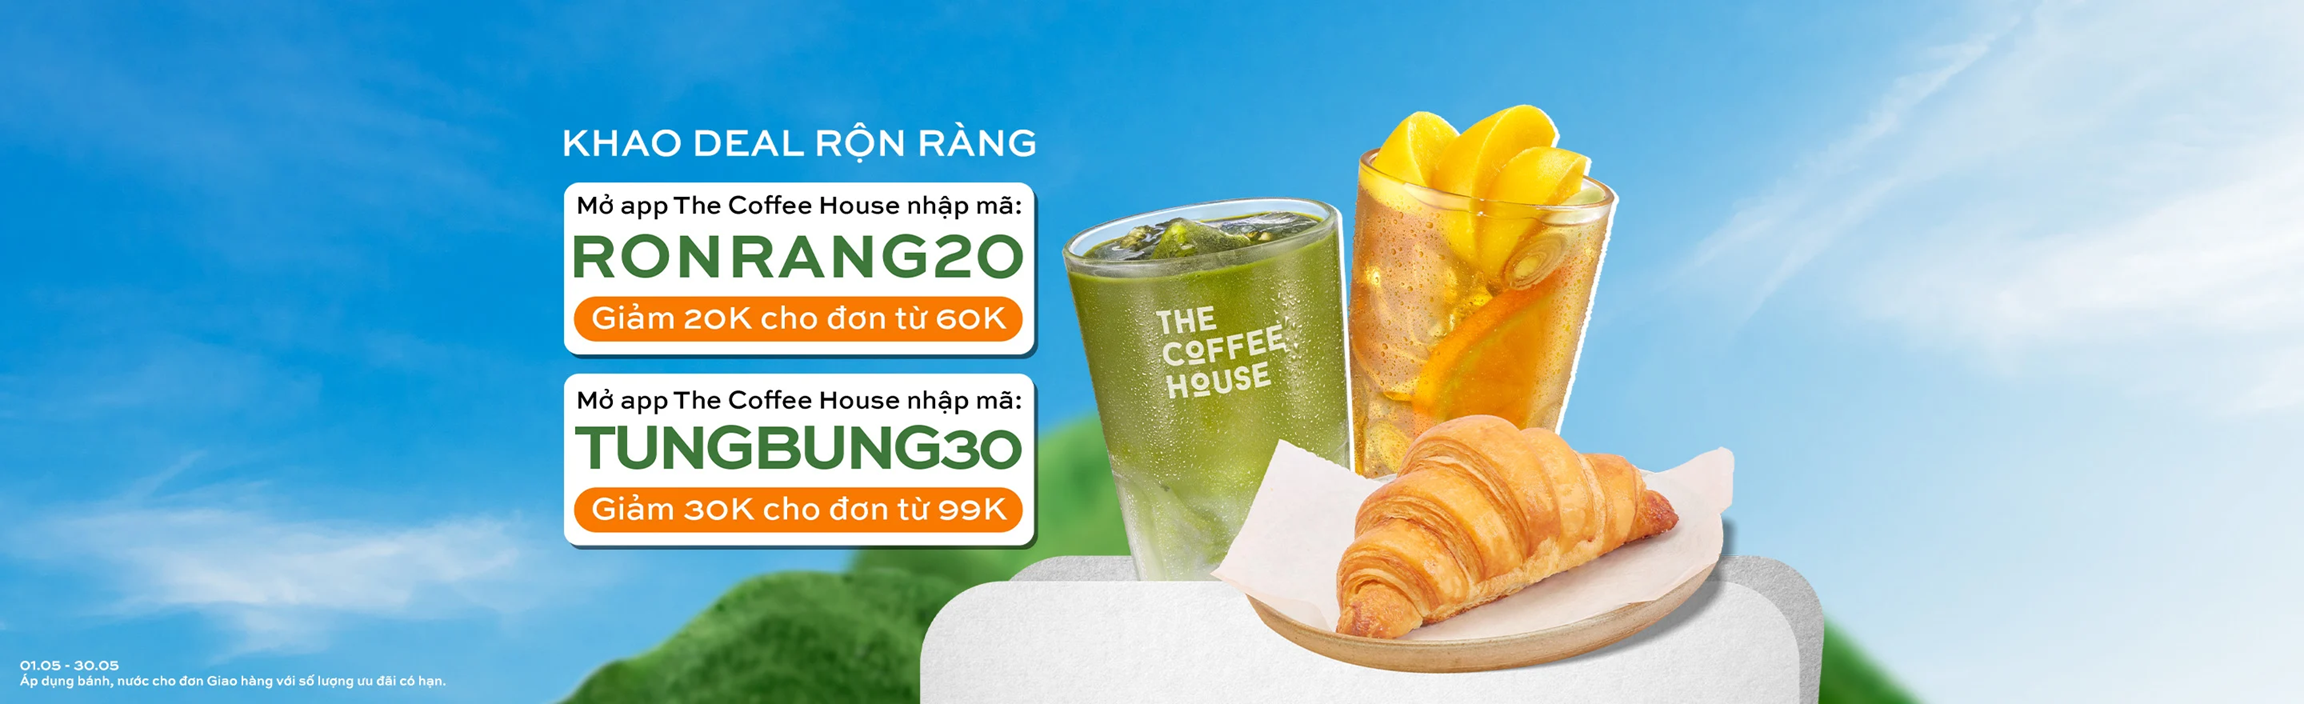 KHAO DEAL RỘN RÀNG
Mở app The Coffee House nhập mã:
RONRANG20
Giảm 20K cho đơn từ 60K
Mở app The Coffee House nhập mã:
TUNGBUNG30
Giảm 30K cho đơn từ 99K
THE
COFFEE
HOUSE
01.05 - 30.05
Áp dụng bánh, nước cho đơn Giao hàng với số lượng ưu đãi có hạn.